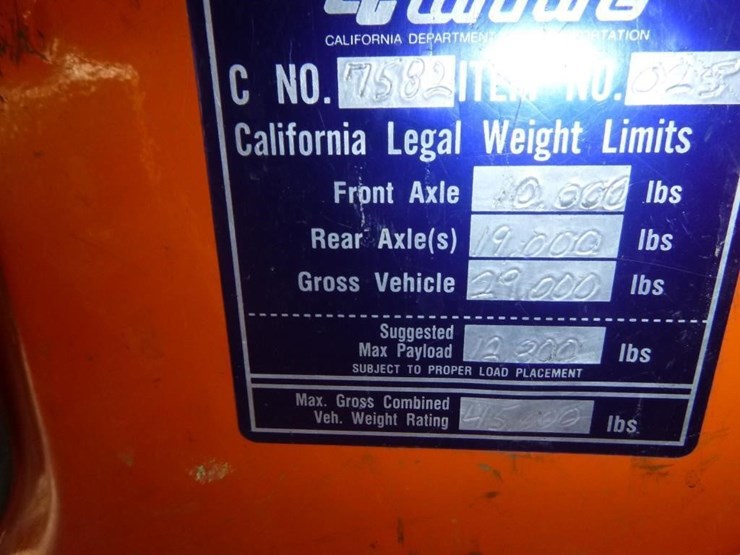 CALIFORNIA DEPARTMENT
C NO. 7582 ITEM NO.
California Legal Weight Limits
Front Axle 10.000 lbs
Rear Axle(s) 19.000 lbs
Gross Vehicle 29.000 lbs
Suggested
Max Payload lbs
SUBJECT TO PROPER LOAD PLACEMENT
Max. Gross Combined
Veh. Weight Rating lbs